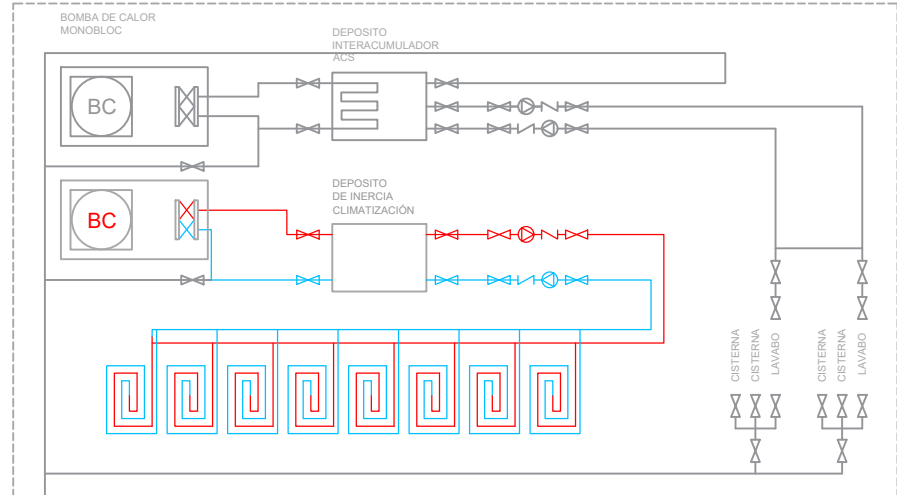 BOMBA DE CALOR
MONOBLOC
DEPOSITO
INTERACUMULADOR
ACS
BC
DEPOSITO
DE INERCIA
CLIMATIZACIÓN
BC
CISTERNA
CISTERNA
LAVABO
CISTERNA
CISTERNA
LAVABO